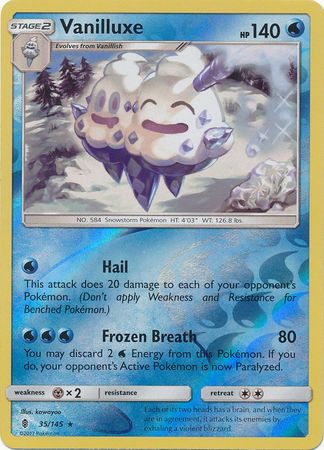 STAGE2 Vanilluxe HP 140
Evolves from Vanillish
NO. 584 Snowstorm Pokémon HT: 4'03" WT: 126.8 lbs.
Hail
This attack does 20 damage to each of your opponent's
Pokémon. (Don't apply Weakness and Resistance for
Benched Pokémon.)
Frozen Breath 80
You may discard 2 Energy from this Pokémon. If you
do, your opponent's Active Pokémon is now Paralyzed.
weakness × 2 resistance retreat
Illus. kawayoo
35/145 ★
©2017 Pokémon
Each of its two heads has a brain, and when they
are in agreement, it attacks its enemies by
exhaling a violent blizzard.